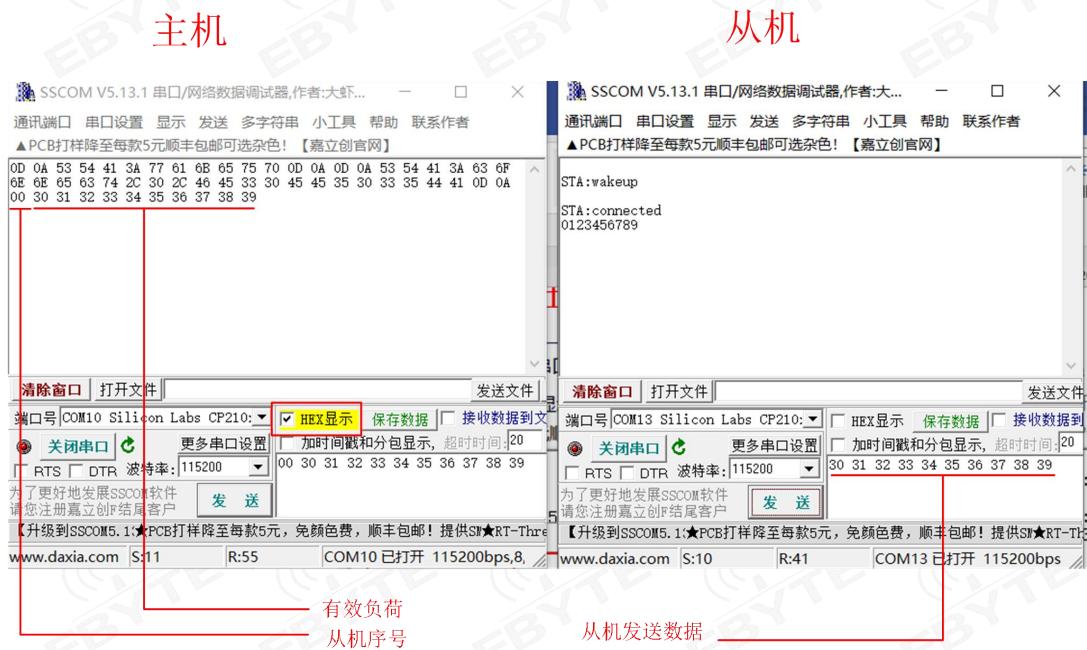 主机
从机
SSCOM V5.13.1 串口/网络数据调试器,作者:大虾...
通讯端口 串口设置 显示 发送 多字符串 小工具 帮助 联系作者
▲PCB打样降至每款5元顺丰包邮可选杂色！【嘉立创官网】
0D 0A 53 54 41 3A 77 61 6B 65 75 70 0D 0A 0D 0A 53 54 41 3A 63 6F
6E 6E 65 63 74 2C 30 2C 46 45 33 30 45 45 35 30 33 35 44 41 0D 0A
00 30 31 32 33 34 35 36 37 38 39
清除窗口 打开文件 发送文件
端口号 COM10 Silicon Labs CP210: HEX显示 保存数据 接收数据到文
关闭串口 更多串口设置 加时间戳和分包显示, 超时时间:20
RTS DTR 波特率: 115200
00 30 31 32 33 34 35 36 37 38 39
为了更好地发展SSCOM软件
请您注册嘉立创F结尾客户
发 送
【升级到SSCOM5.1★PCB打样降至每款5元，免颜色费，顺丰包邮！提供SM★RT-Thre
www.daxia.com S:11 R:55 COM10 已打开 115200bps,8,
SSCOM V5.13.1 串口/网络数据调试器,作者:大...
通讯端口 串口设置 显示 发送 多字符串 小工具 帮助 联系作者
▲PCB打样降至每款5元顺丰包邮可选杂色！【嘉立创官网】
STA:wakeup
STA:connected
0123456789
清除窗口 打开文件 发送文件
端口号 COM13 Silicon Labs CP210: HEX显示 保存数据 接收数据到
关闭串口 更多串口设置 加时间戳和分包显示, 超时时间:20
RTS DTR 波特率: 115200
30 31 32 33 34 35 36 37 38 39
为了更好地发展SSCOM软件
请您注册嘉立创F结尾客户
发 送
【升级到SSCOM5.1★PCB打样降至每款5元，免颜色费，顺丰包邮！提供SM★RT-Th
www.daxia.com S:10 R:41 COM13 已打开 115200bps
有效负荷
从机序号
从机发送数据
EBYTE